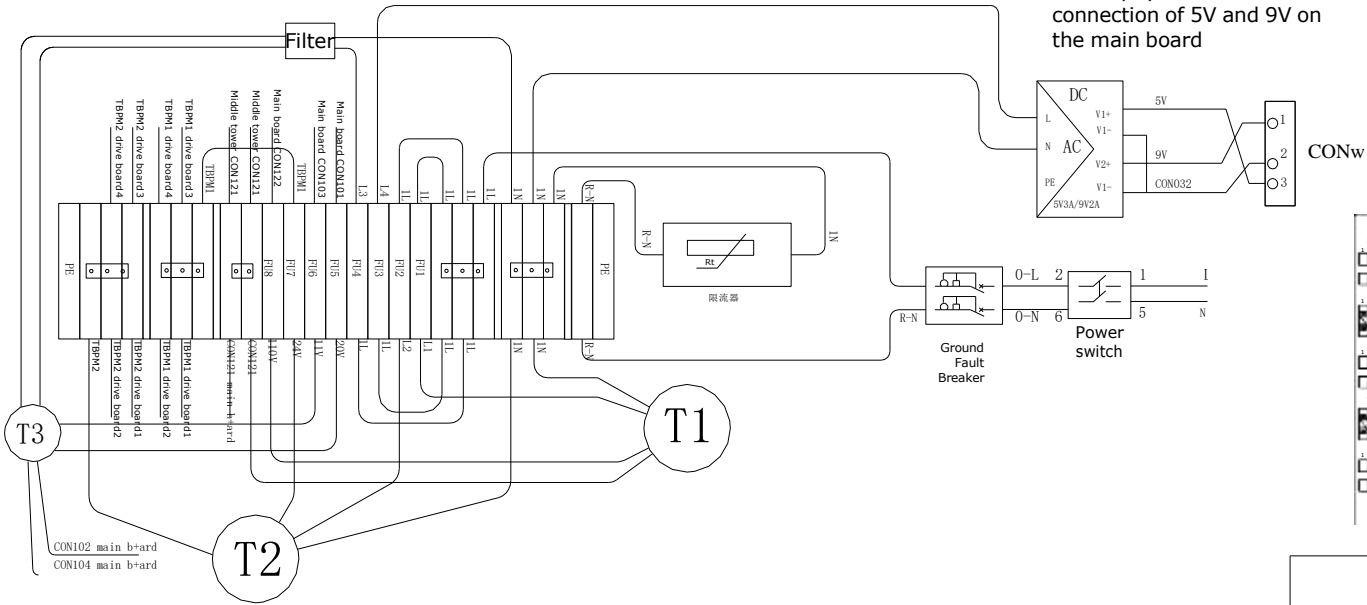 connection of 5V and 9V on
the main board
Filter
TBPM2 drive board4
TBPM2 drive board3
TBPM1 drive board4
TBPM1 drive board3
TBPM1
Middle tower CON121
Middle tower CON121
Main board CON122
TBPM1
Main board CON103
Main board CON101
L3
L4
1L
1L
1L
1L
1L
1N
1N
1N
R-N
DC
AC
L
N
PE
V1+
V1-
V2+
V1-
5V3A/9V2A
5V
9V
CON032
1
2
3
CONw
PE
FU8
FU7
FU6
FU5
FU4
FU3
FU2
FU1
PE
R-N
Rt
1N
限流器
TBPM2
TBPM2 drive board2
TBPM2 drive board1
TBPM1 drive board2
TBPM1 drive board1
CON121 main b+ard
CON121
110V
24V
11V
20V
1L
1L
L2
L1
1L
1L
1N
1N
R-N
R-N
0-L
2
1
I
0-N
6
5
N
Ground
Fault
Breaker
Power
switch
T3
T1
T2
CON102 main b+ard
CON104 main b+ard